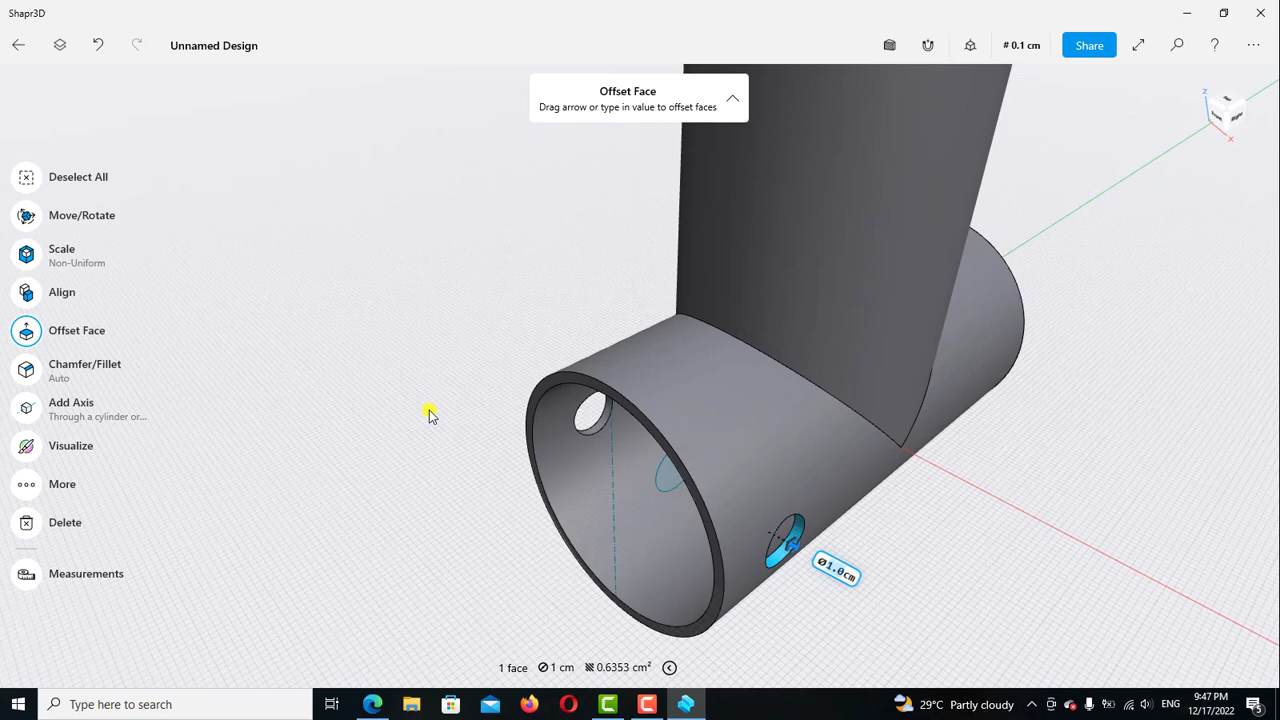 Shapr3D
Unnamed Design
# 0.1 cm
Share
?
Offset Face
Drag arrow or type in value to offset faces
Deselect All
Move/Rotate
Scale
Non-Uniform
Align
Offset Face
Chamfer/Fillet
Auto
Add Axis
Through a cylinder or...
Visualize
More
Delete
Measurements
Z
Front
Right
X
Ø1.0cm
1 face
1 cm
0.6353 cm²
Type here to search
29°C Partly cloudy
ENG
9:47 PM
12/17/2022